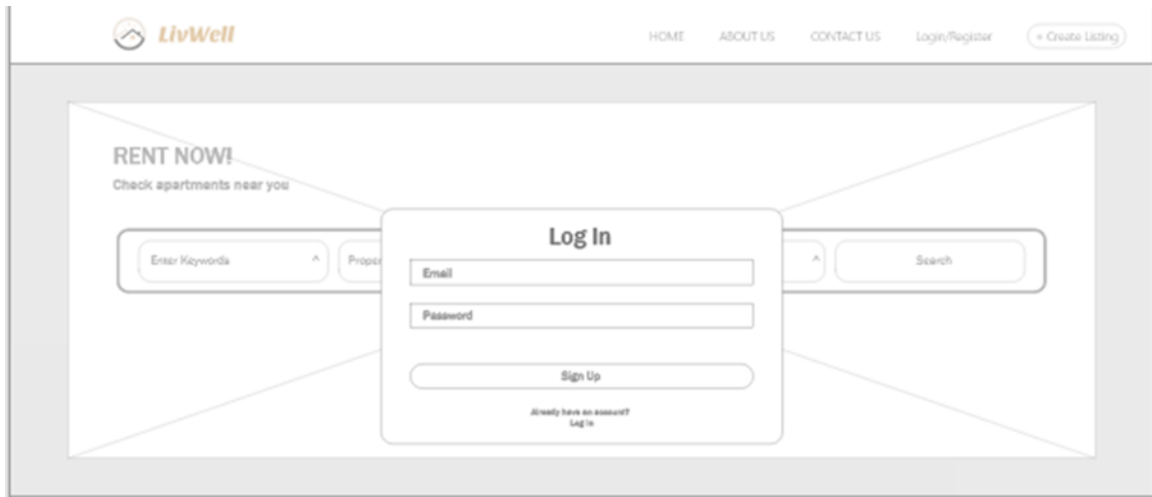 LivWell
HOME ABOUT US CONTACT US Login/Register + Create Listing
RENT NOW!
Check apartments near you
Enter Keywords ^ Proper ^ Search
Log In
Email
Password
Sign Up
Already have an account?
Log In